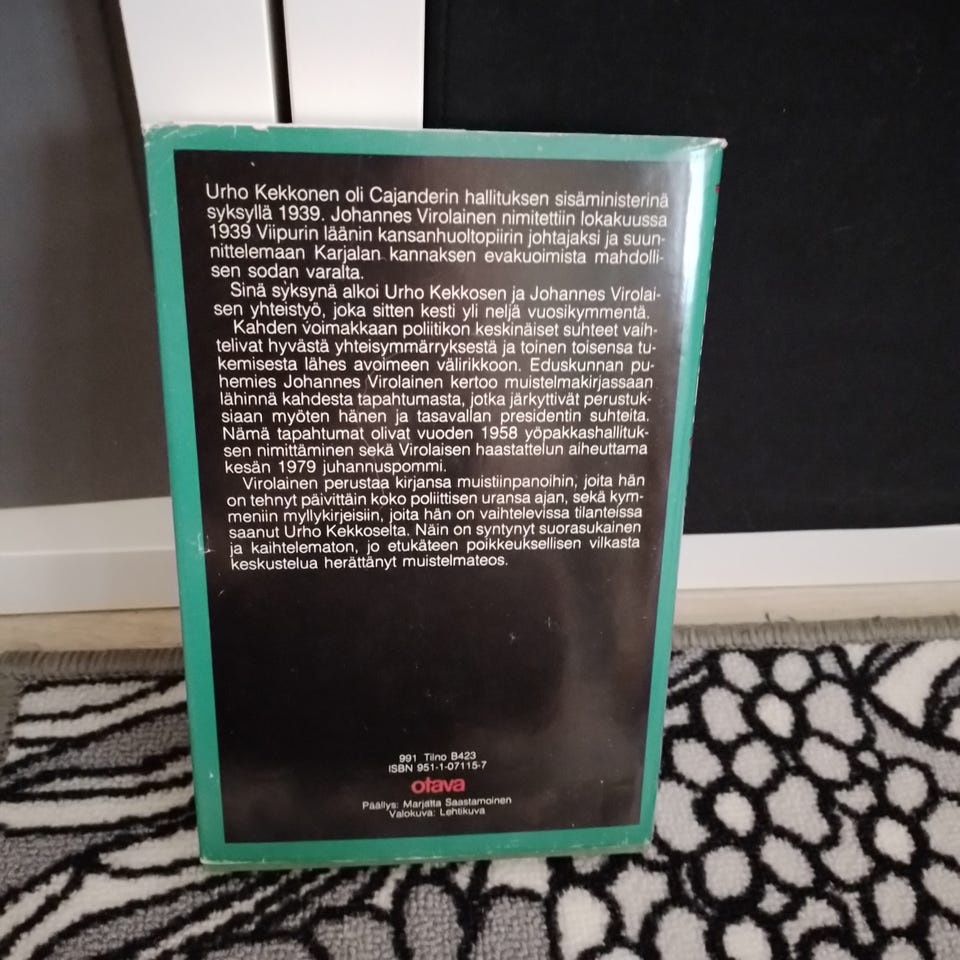 Urho Kekkonen oli Cajanderin hallituksen sisäministerinä
syksyllä 1939. Johannes Virolainen nimitettiin lokakuussa
1939 Viipurin läänin kansanhuoltopiirin johtajaksi ja suun-
nittelemaan Karjalan kannaksen evakuoimista mahdolli-
sen sodan varalta.
Sinä syksynä alkoi Urho Kekkosen ja Johannes Virolai-
sen yhteistyö, joka sitten kesti yli neljä vuosikymmentä.
Kahden voimakkaan poliitikon keskinäiset suhteet vaih-
telivat hyvästä yhteisymmärryksestä ja toinen toisensa tu-
kemisesta lähes avoimeen välirikkoon. Eduskunnan pu-
hemies Johannes Virolainen kertoo muistelmakirjassaan
lähinnä kahdesta tapahtumasta, jotka järkyttivät perustuk-
siaan myöten hänen ja tasavallan presidentin suhteita.
Nämä tapahtumat olivat vuoden 1958 yöpakkashallituk-
sen nimittäminen sekä Virolaisen haastattelun aiheuttama
kesän 1979 juhannuspommi.
Virolainen perustaa kirjansa muistiinpanoihin, joita hän
on tehnyt päivittäin koko poliittisen uransa ajan, sekä kym-
meniin myllykirjeisiin, joita hän on vaihtelevissa tilanteissa
saanut Urho Kekkoselta. Näin on syntynyt suorasukainen
ja kaihtelematon, jo etukäteen poikkeuksellisen vilkasta
keskustelua herättänyt muistelmateos.
991 Tilno B423
ISBN 951-1-07115-7
otava
Päällys: Marjatta Saastamoinen
Valokuva: Lehtikuva